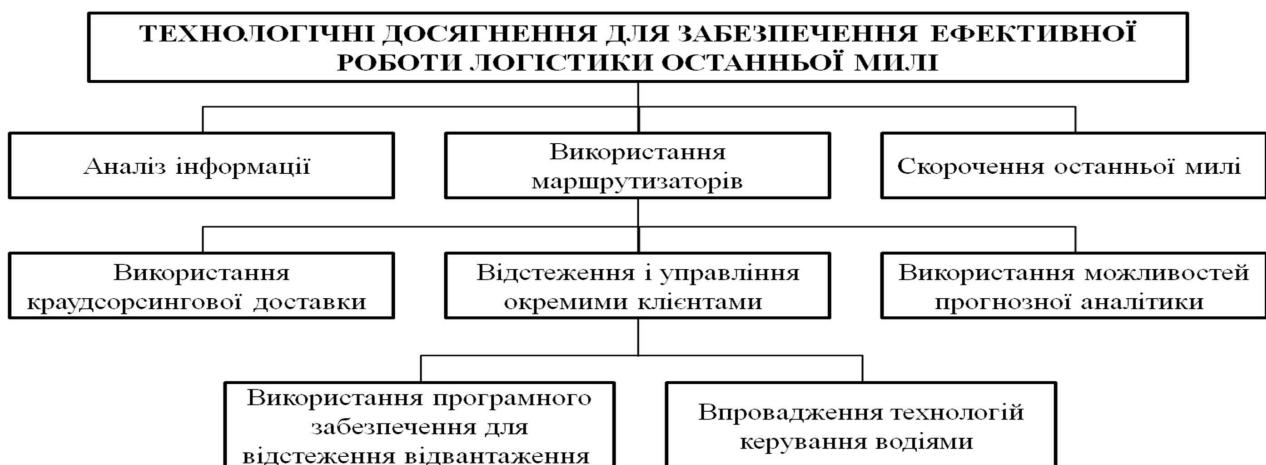 ТЕХНОЛОГІЧНІ ДОСЯГНЕННЯ ДЛЯ ЗАБЕЗПЕЧЕННЯ ЕФЕКТИВНОЇ
РОБОТИ ЛОГІСТИКИ ОСТАННЬОЇ МИЛІ
Аналіз інформації
Використання
маршрутизаторів
Скорочення останньої милі
Використання
краудсорсингової доставки
Відстеження і управління
окремими клієнтами
Використання можливостей
прогнозної аналітики
Використання програмного
забезпечення для
відстеження відвантаження
Впровадження технологій
керування водіями